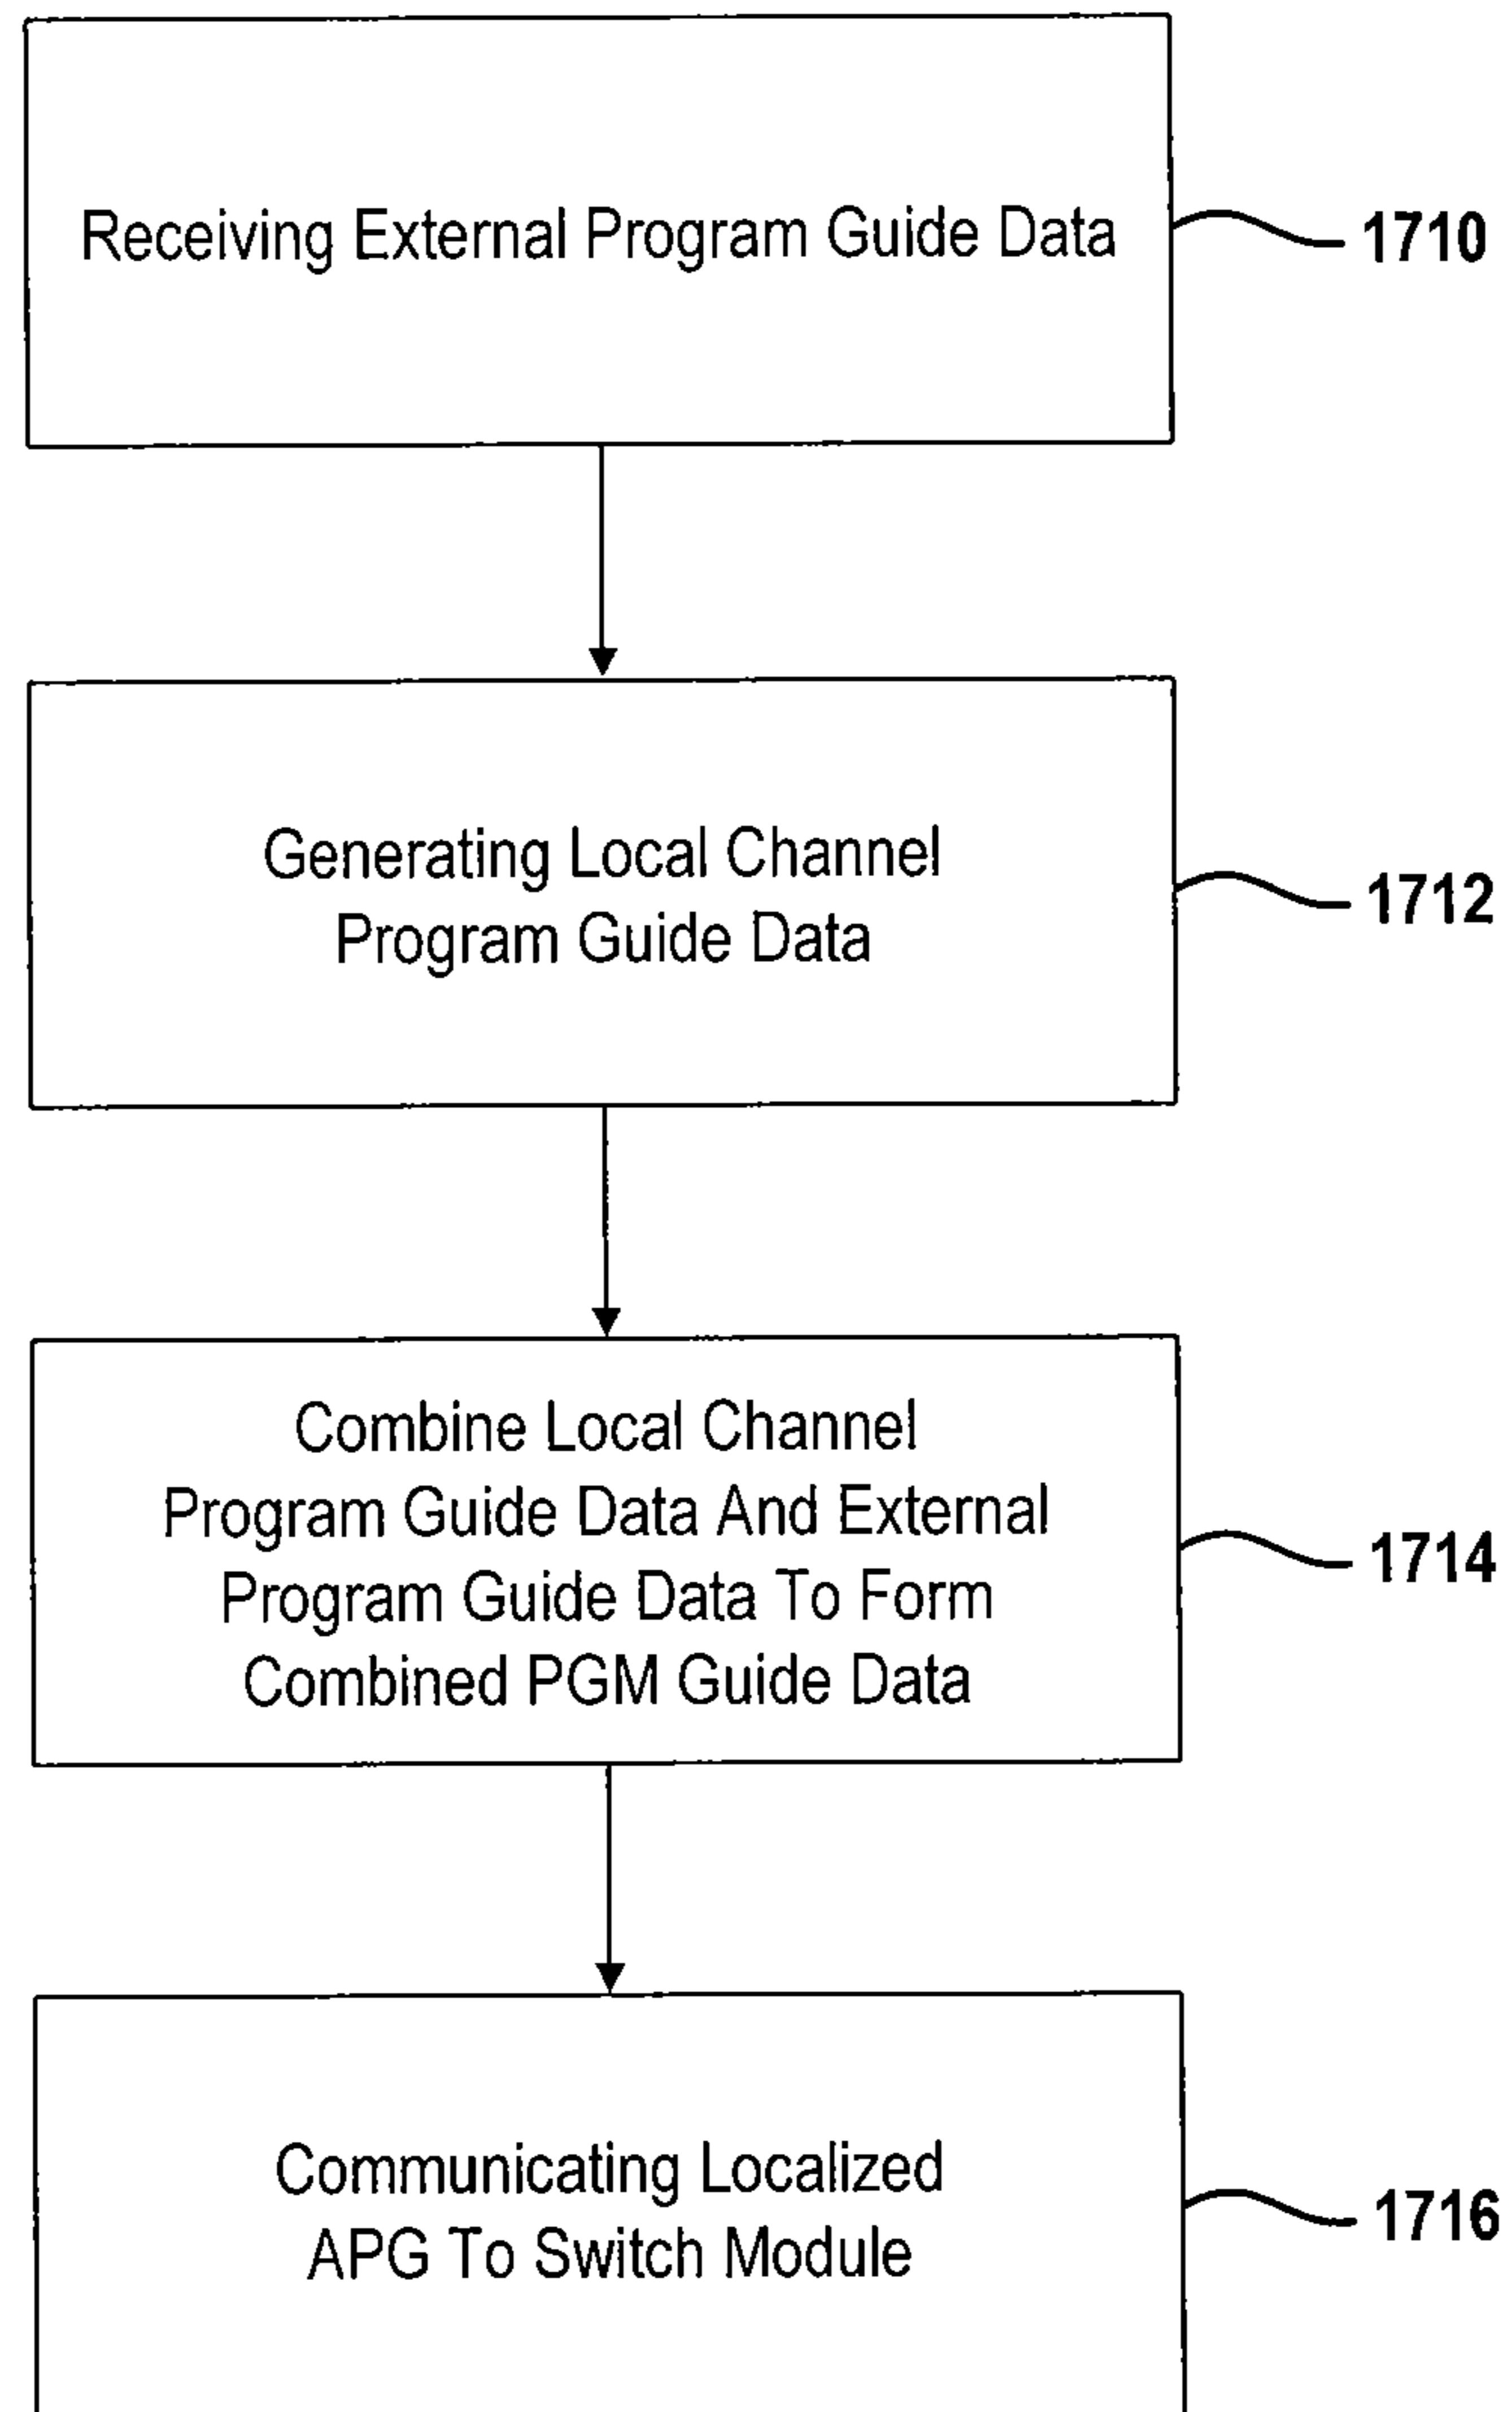 Receiving External Program Guide Data
1710
Generating Local Channel
Program Guide Data
1712
Combine Local Channel
Program Guide Data And External
Program Guide Data To Form
Combined PGM Guide Data
1714
Communicating Localized
APG To Switch Module
1716